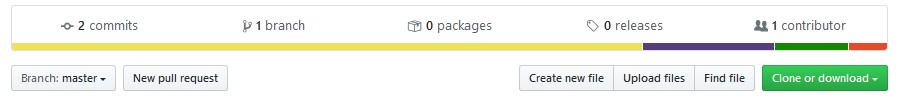 2 commits 1 branch 0 packages 0 releases 1 contributor
Branch: master New pull request Create new file Upload files Find file Clone or download